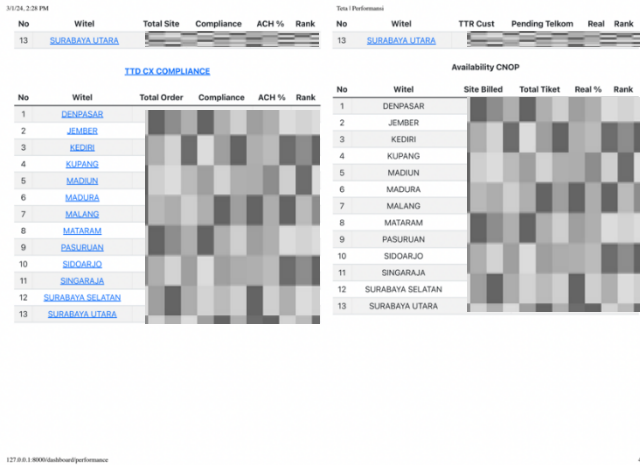 3/1/24, 2:28 PM
Teta | Performansi
No Witel Total Site Compliance ACH % Rank
13 SURABAYA UTARA
TTD CX COMPLIANCE
No Witel Total Order Compliance ACH % Rank
1 DENPASAR
2 JEMBER
3 KEDIRI
4 KUPANG
5 MADIUN
6 MADURA
7 MALANG
8 MATARAM
9 PASURUAN
10 SIDOARJO
11 SINGARAJA
12 SURABAYA SELATAN
13 SURABAYA UTARA
No Witel TTR Cust Pending Telkom Real Rank
13 SURABAYA UTARA
Availability CNOP
No Witel Site Billed Total Tiket Real % Rank
1 DENPASAR
2 JEMBER
3 KEDIRI
4 KUPANG
5 MADIUN
6 MADURA
7 MALANG
8 MATARAM
9 PASURUAN
10 SIDOARJO
11 SINGARAJA
12 SURABAYA SELATAN
13 SURABAYA UTARA
127.0.0.1:8000/dashboard/performance